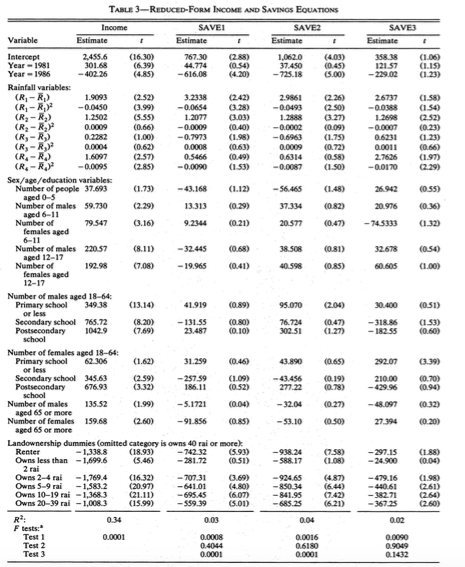 TABLE 3—REDUCED-FORM INCOME AND SAVINGS EQUATIONS
Income SAVE1 SAVE2 SAVE3
Variable Estimate t Estimate t Estimate t Estimate t
Intercept 2,455.6 (16.30) 767.30 (2.88) 1,062.0 (4.03) 358.38 (1.06)
Year = 1981 301.68 (6.39) 44.774 (0.54) 37.450 (0.45) 121.57 (1.15)
Year = 1986 −402.26 (4.85) −616.08 (4.20) −725.18 (5.00) −229.02 (1.23)
Rainfall variables:
(R₁ − R̄₁) 1.9093 (2.52) 3.2338 (2.42) 2.9861 (2.26) 2.6737 (1.58)
(R₁ − R̄₁)² −0.0450 (3.99) −0.0654 (3.28) −0.0493 (2.50) −0.0388 (1.54)
(R₂ − R̄₂) 1.2502 (5.55) 1.2077 (3.03) 1.2888 (3.27) 1.2698 (2.52)
(R₂ − R̄₂)² 0.0009 (0.66) −0.0009 (0.40) −0.0002 (0.09) −0.0007 (0.23)
(R₃ − R̄₃) 0.2282 (1.00) −0.7973 (1.98) −0.6963 (1.75) 0.6231 (1.23)
(R₃ − R̄₃)² 0.0004 (0.62) 0.0008 (0.63) 0.0009 (0.72) 0.0011 (0.66)
(R₄ − R̄₄) 1.6097 (2.57) 0.5466 (0.49) 0.6314 (0.58) 2.7626 (1.97)
(R₄ − R̄₄)² −0.0095 (2.85) −0.0090 (1.53) −0.0087 (1.50) −0.0170 (2.29)
Sex/age/education variables:
Number of people 37.693 (1.73) −43.168 (1.12) −56.465 (1.48) 26.942 (0.55)
aged 0–5
Number of males 59.730 (2.29) 13.313 (0.29) 37.334 (0.82) 20.976 (0.36)
aged 6–11
Number of 79.547 (3.16) 9.2344 (0.21) 20.577 (0.47) −74.5333 (1.32)
females aged
6–11
Number of males 220.57 (8.11) −32.445 (0.68) 38.508 (0.81) 32.678 (0.54)
aged 12–17
Number of 192.98 (7.08) −19.965 (0.41) 40.598 (0.85) 60.605 (1.00)
females aged
12–17
Number of males aged 18–64:
Primary school 349.38 (13.14) 41.919 (0.89) 95.070 (2.04) 30.400 (0.51)
or less
Secondary school 765.72 (8.20) −131.55 (0.80) 76.724 (0.47) −318.86 (1.53)
Postsecondary 1042.9 (7.69) 23.487 (0.10) 302.51 (1.27) −182.55 (0.60)
school
Number of females aged 18–64:
Primary school 62.306 (1.62) 31.259 (0.46) 43.890 (0.65) 292.07 (3.39)
or less
Secondary school 345.63 (2.59) −257.59 (1.09) −43.456 (0.19) 210.00 (0.70)
Postsecondary 676.93 (3.32) 186.11 (0.52) 277.22 (0.78) −429.96 (0.94)
school
Number of males 135.52 (1.99) −5.1721 (0.04) −32.04 (0.27) −48.097 (0.32)
aged 65 or more
Number of females 159.68 (2.60) −91.856 (0.85) −53.10 (0.50) 27.394 (0.20)
aged 65 or more
Landownership dummies (omitted category is owns 40 rai or more):
Renter −1,338.8 (18.93) −742.32 (5.93) −938.24 (7.58) −297.15 (1.88)
Owns less than −1,699.6 (5.46) −281.72 (0.51) −588.17 (1.08) −24.900 (0.04)
2 rai
Owns 2–4 rai −1,769.4 (16.32) −707.31 (3.69) −924.65 (4.87) −479.16 (1.98)
Owns 5–9 rai −1,583.2 (20.97) −641.01 (4.80) −850.34 (6.44) −440.61 (2.61)
Owns 10–19 rai −1,368.3 (21.11) −695.45 (6.07) −841.95 (7.42) −382.71 (2.64)
Owns 20–39 rai −1,008.3 (15.99) −559.39 (5.01) −685.25 (6.21) −367.25 (2.60)
R²: 0.34 0.03 0.04 0.02
F tests:ᵃ
Test 1 0.0001 0.0008 0.0016 0.0090
Test 2 0.4044 0.6180 0.9049
Test 3 0.0001 0.0001 0.1432